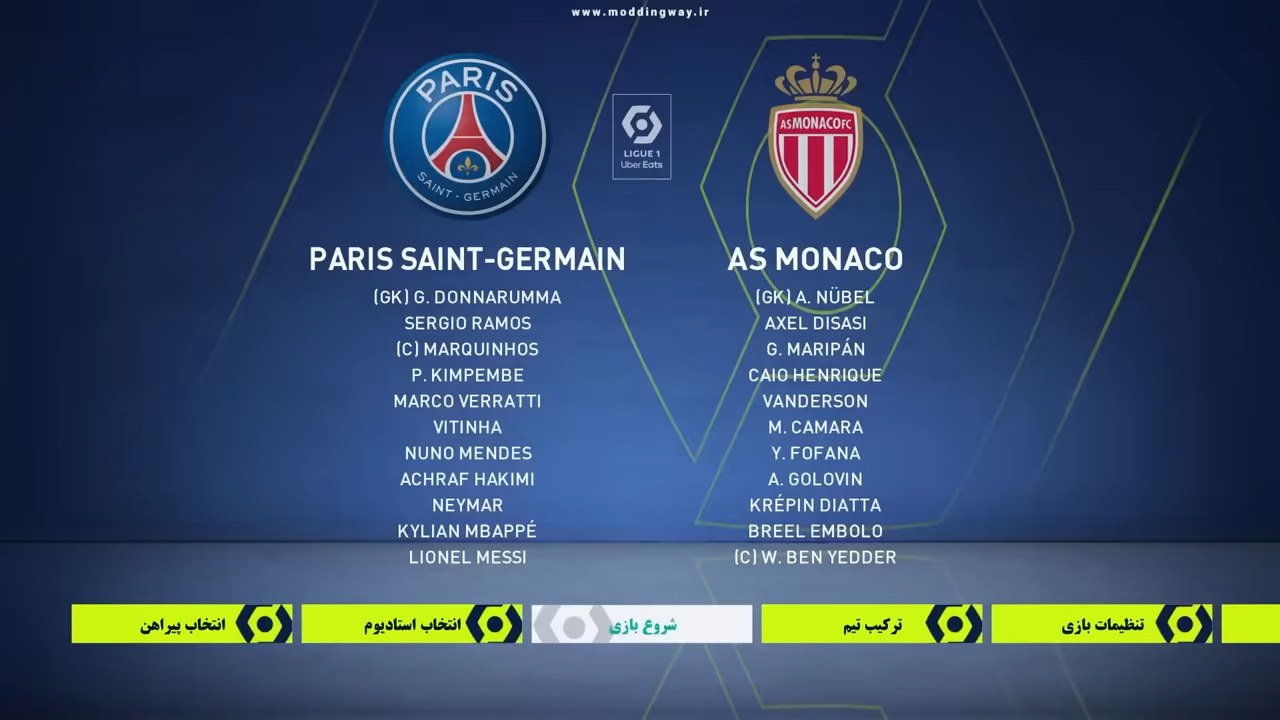 www.moddingway.ir
PARIS
SAINT - GERMAIN
LIGUE 1
Uber Eats
AS MONACO FC
PARIS SAINT-GERMAIN
(GK) G. DONNARUMMA
SERGIO RAMOS
(C) MARQUINHOS
P. KIMPEMBE
MARCO VERRATTI
VITINHA
NUNO MENDES
ACHRAF HAKIMI
NEYMAR
KYLIAN MBAPPÉ
LIONEL MESSI
AS MONACO
(GK) A. NÜBEL
AXEL DISASI
G. MARIPÁN
CAIO HENRIQUE
VANDERSON
M. CAMARA
Y. FOFANA
A. GOLOVIN
KRÉPIN DIATTA
BREEL EMBOLO
(C) W. BEN YEDDER
انتخاب پیراهن
انتخاب استادیوم
شروع بازی
ترکیب تیم
تنظیمات بازی